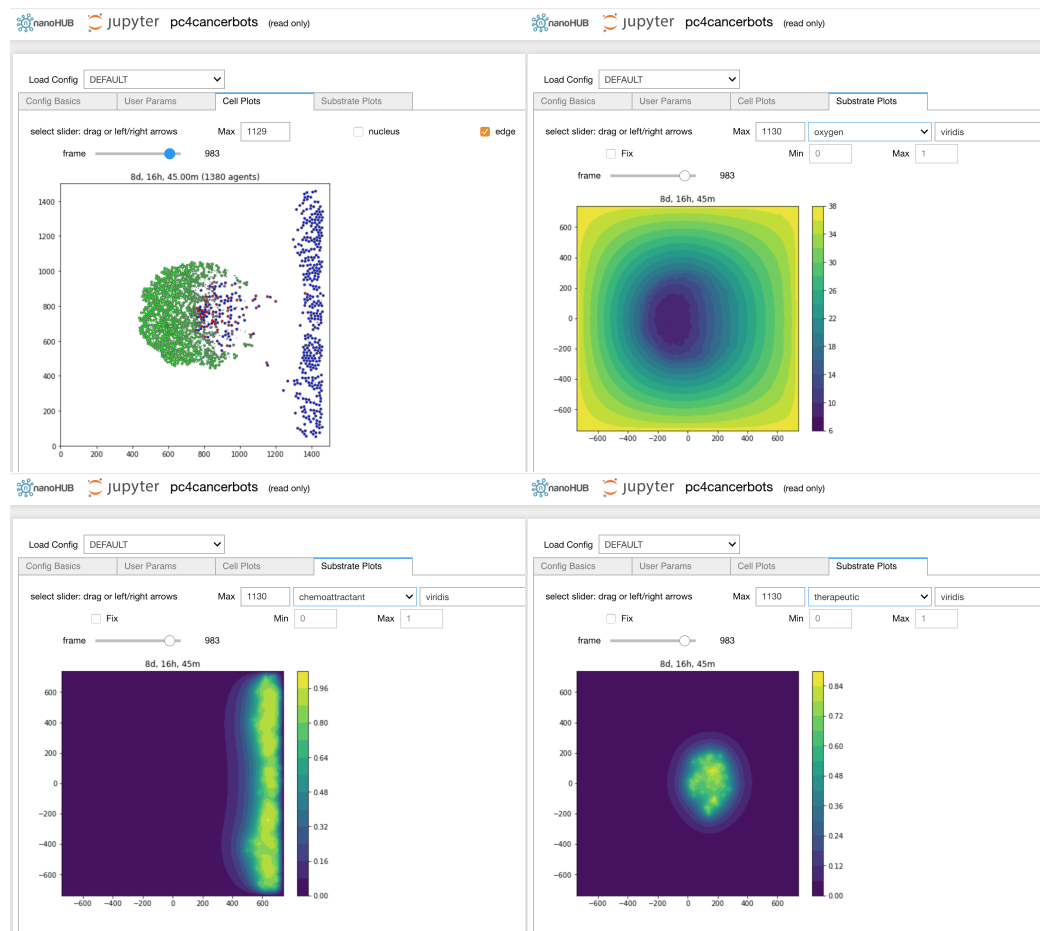 nanoHUB jupyter pc4cancerbots (read only)
Load Config DEFAULT
Config Basics User Params Cell Plots Substrate Plots
select slider: drag or left/right arrows Max 1129 nucleus edge
frame 983
8d, 16h, 45.00m (1380 agents)
1400
1200
1000
800
600
400
200
0
0 200 400 600 800 1000 1200 1400
nanoHUB jupyter pc4cancerbots (read only)
Load Config DEFAULT
Config Basics User Params Cell Plots Substrate Plots
select slider: drag or left/right arrows Max 1130 oxygen viridis
Fix Min 0 Max 1
frame 983
8d, 16h, 45m
600
400
200
0
−200
−400
−600
−600 −400 −200 0 200 400 600
38
34
30
26
22
18
14
10
6
nanoHUB jupyter pc4cancerbots (read only)
Load Config DEFAULT
Config Basics User Params Cell Plots Substrate Plots
select slider: drag or left/right arrows Max 1130 chemoattractant viridis
Fix Min 0 Max 1
frame 983
8d, 16h, 45m
600
400
200
0
−200
−400
−600
−600 −400 −200 0 200 400 600
0.96
0.80
0.64
0.48
0.32
0.16
0.00
nanoHUB jupyter pc4cancerbots (read only)
Load Config DEFAULT
Config Basics User Params Cell Plots Substrate Plots
select slider: drag or left/right arrows Max 1130 therapeutic viridis
Fix Min 0 Max 1
frame 983
8d, 16h, 45m
600
400
200
0
−200
−400
−600
−600 −400 −200 0 200 400 600
0.84
0.72
0.60
0.48
0.36
0.24
0.12
0.00